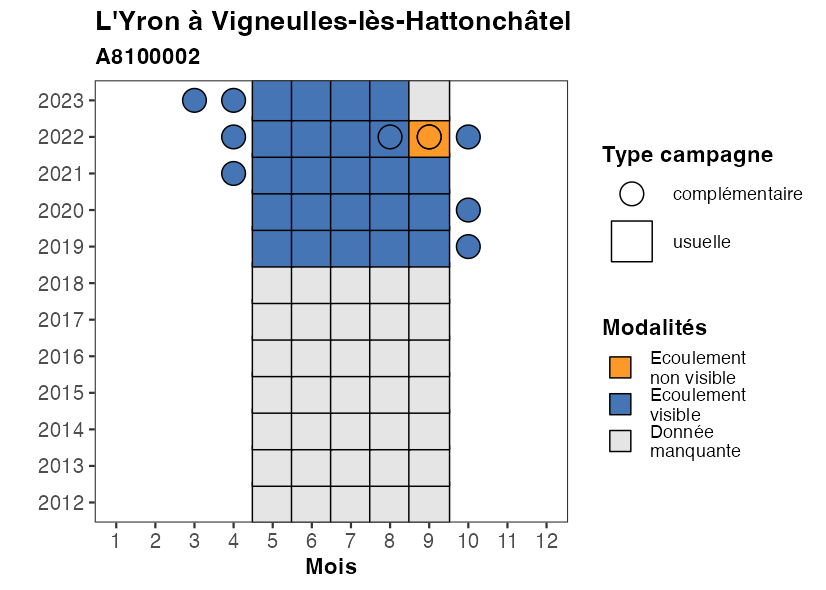 L'Yron à Vigneulles-lès-Hattonchâtel
A8100002
2023
2022
2021
2020
2019
2018
2017
2016
2015
2014
2013
2012
1 2 3 4 5 6 7 8 9 10 11 12
Mois
Type campagne
complémentaire
usuelle
Modalités
Ecoulement
non visible
Ecoulement
visible
Donnée
manquante